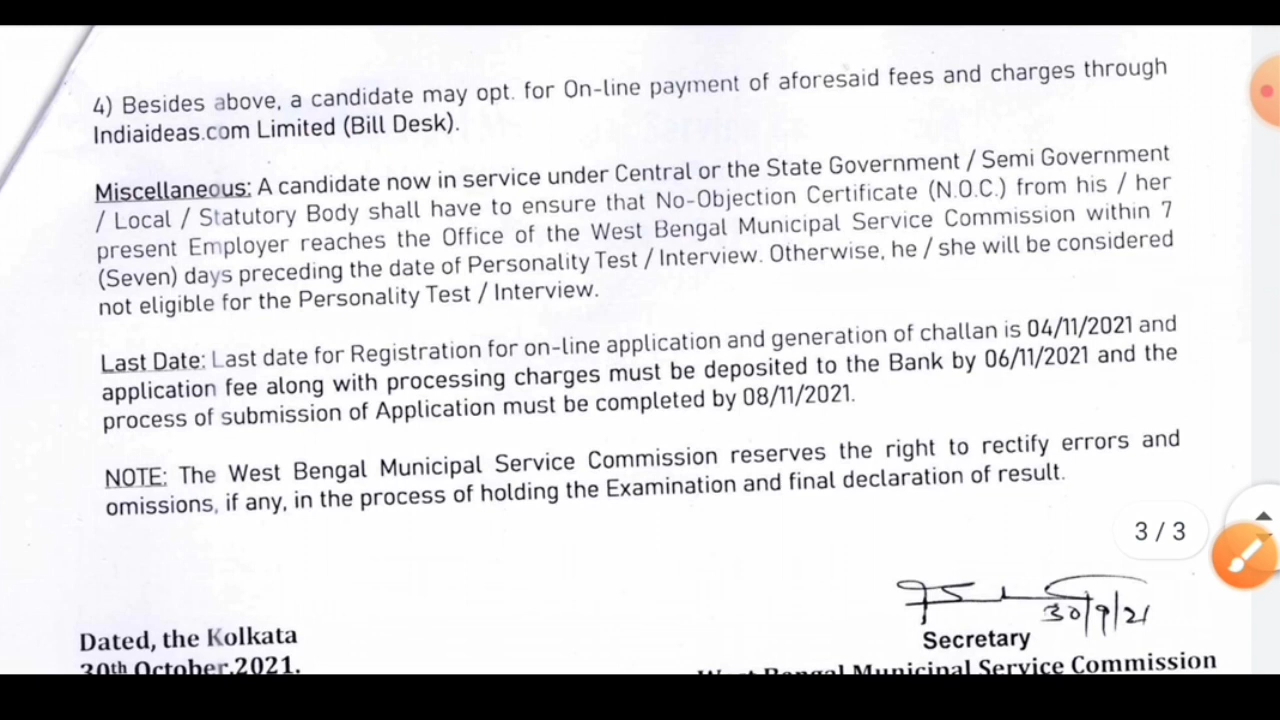 4) Besides above, a candidate may opt. for On-line payment of aforesaid fees and charges through
Indiaideas.com Limited (Bill Desk).
Miscellaneous: A candidate now in service under Central or the State Government / Semi Government
/ Local / Statutory Body shall have to ensure that No-Objection Certificate (N.O.C.) from his / her
present Employer reaches the Office of the West Bengal Municipal Service Commission within 7
(Seven) days preceding the date of Personality Test / Interview. Otherwise, he / she will be considered
not eligible for the Personality Test / Interview.
Last Date: Last date for Registration for on-line application and generation of challan is 04/11/2021 and
application fee along with processing charges must be deposited to the Bank by 06/11/2021 and the
process of submission of Application must be completed by 08/11/2021.
NOTE: The West Bengal Municipal Service Commission reserves the right to rectify errors and
omissions, if any, in the process of holding the Examination and final declaration of result.
3 / 3
30/9/21
Secretary
Dated, the Kolkata
West Bengal Municipal Service Commission
30th October,2021.